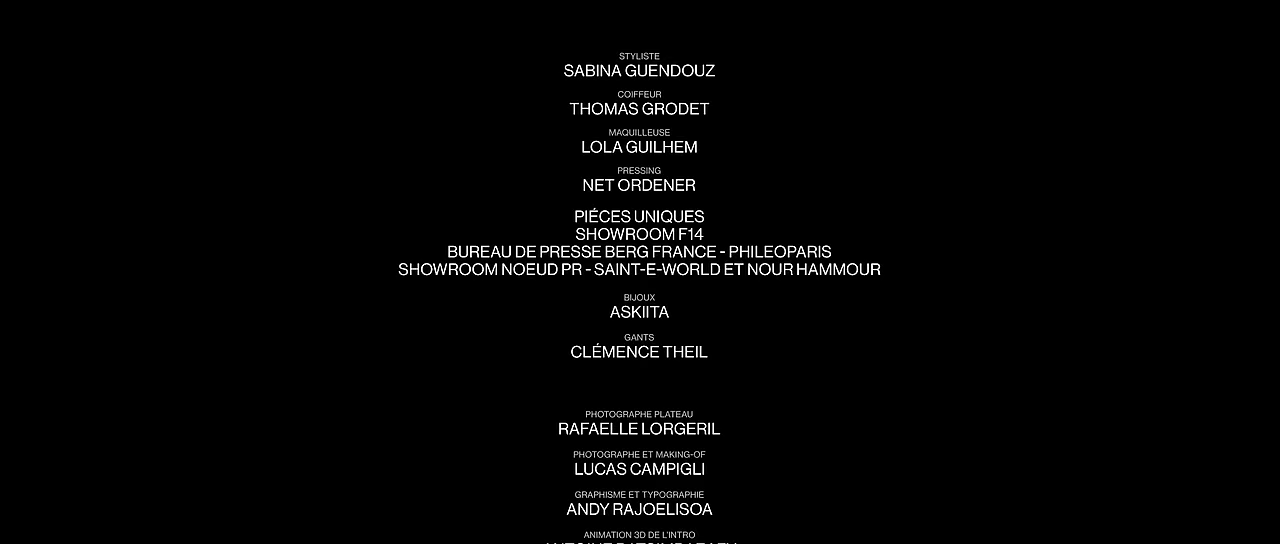 STYLISTE
SABINA GUENDOUZ
COIFFEUR
THOMAS GRODET
MAQUILLEUSE
LOLA GUILHEM
PRESSING
NET ORDENER
PIÉCES UNIQUES
SHOWROOM F14
BUREAU DE PRESSE BERG FRANCE - PHILEOPARIS
SHOWROOM NOEUD PR - SAINT-E-WORLD ET NOUR HAMMOUR
BIJOUX
ASKIITA
GANTS
CLÉMENCE THEIL
PHOTOGRAPHE PLATEAU
RAFAELLE LORGERIL
PHOTOGRAPHE ET MAKING-OF
LUCAS CAMPIGLI
GRAPHISME ET TYPOGRAPHIE
ANDY RAJOELISOA
ANIMATION 3D DE L'INTRO